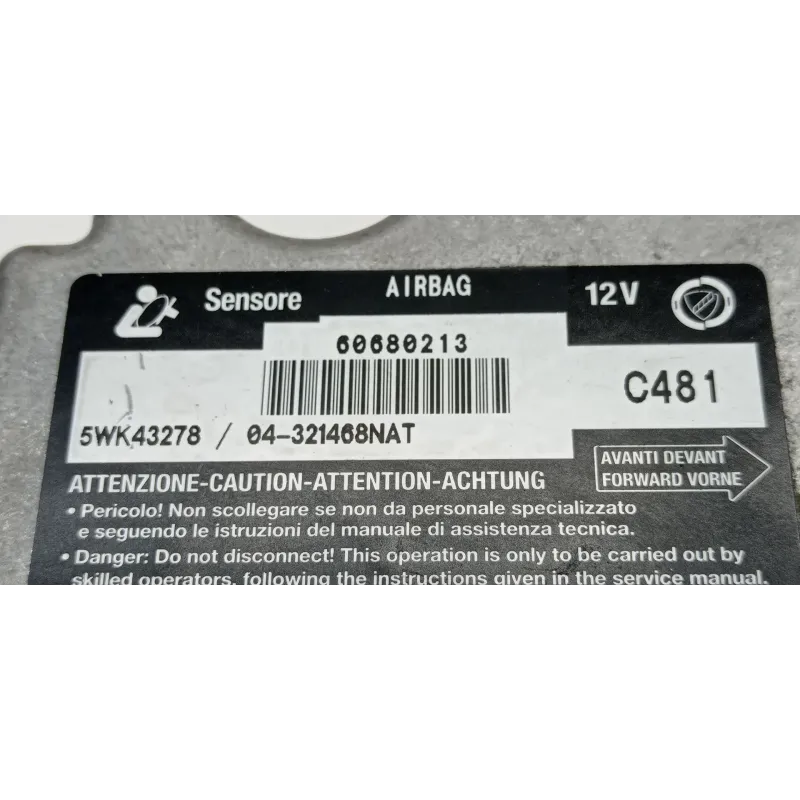 Sensore AIRBAG 12V
60680213
C481
5WK43278 / 04-321468NAT
ATTENZIONE-CAUTION-ATTENTION-ACHTUNG
AVANTI DEVANT
FORWARD VORNE
• Pericolo! Non scollegare se non da personale specializzato
e seguendo le istruzioni del manuale di assistenza tecnica.
• Danger: Do not disconnect! This operation is only to be carried out by
skilled operators, following the instructions given in the service manual.